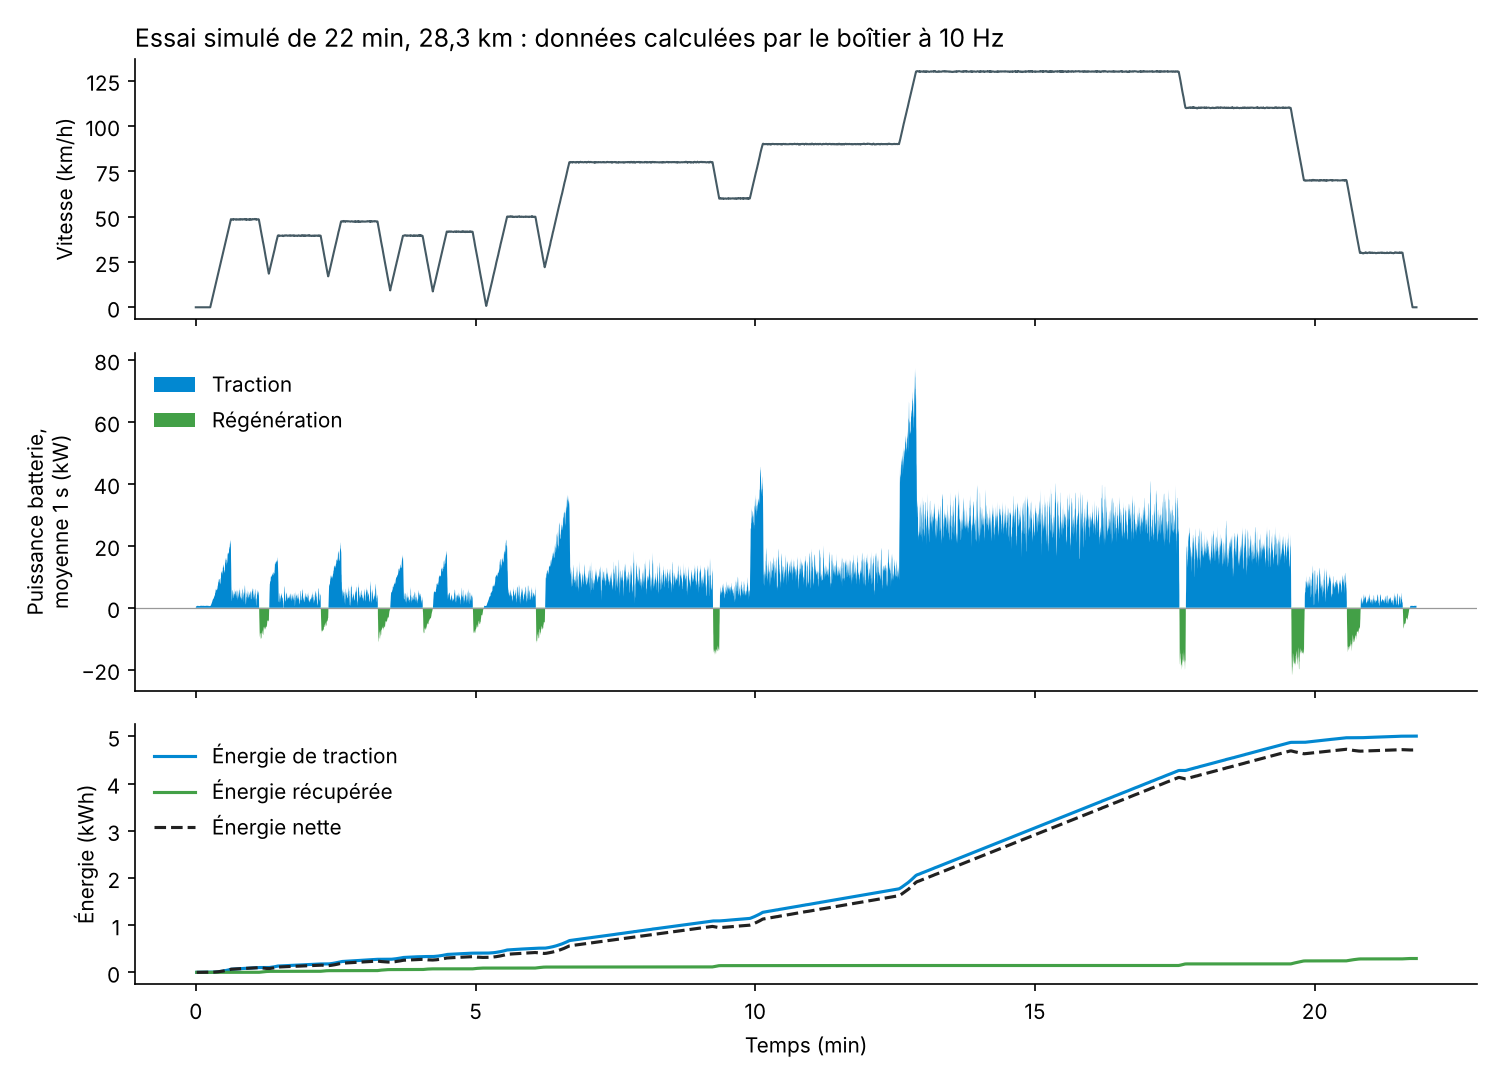 Essai simulé de 22 min, 28,3 km : données calculées par le boîtier à 10 Hz
Vitesse (km/h)
125
100
75
50
25
0
Puissance batterie,
moyenne 1 s (kW)
80
60
40
20
0
−20
Traction
Régénération
Énergie (kWh)
5
4
3
2
1
0
Énergie de traction
Énergie récupérée
Énergie nette
0
5
10
15
20
Temps (min)